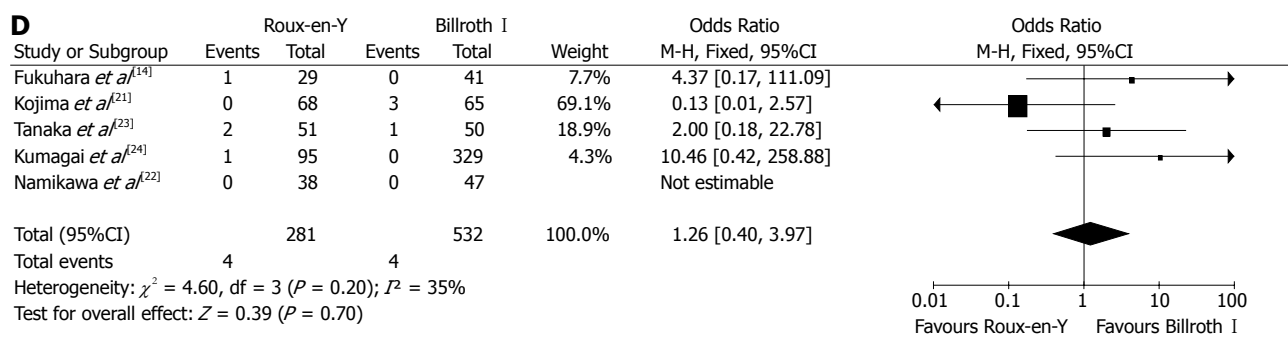 D
Roux-en-Y Billroth Ⅰ Odds Ratio Odds Ratio
Study or Subgroup Events Total Events Total Weight M-H, Fixed, 95%CI M-H, Fixed, 95%CI
Fukuhara et al[14] 1 29 0 41 7.7% 4.37 [0.17, 111.09]
Kojima et al[21] 0 68 3 65 69.1% 0.13 [0.01, 2.57]
Tanaka et al[23] 2 51 1 50 18.9% 2.00 [0.18, 22.78]
Kumagai et al[24] 1 95 0 329 4.3% 10.46 [0.42, 258.88]
Namikawa et al[22] 0 38 0 47 Not estimable
Total (95%CI) 281 532 100.0% 1.26 [0.40, 3.97]
Total events 4 4
Heterogeneity: χ² = 4.60, df = 3 (P = 0.20); I² = 35%
Test for overall effect: Z = 0.39 (P = 0.70)
0.01 0.1 1 10 100
Favours Roux-en-Y Favours Billroth Ⅰ